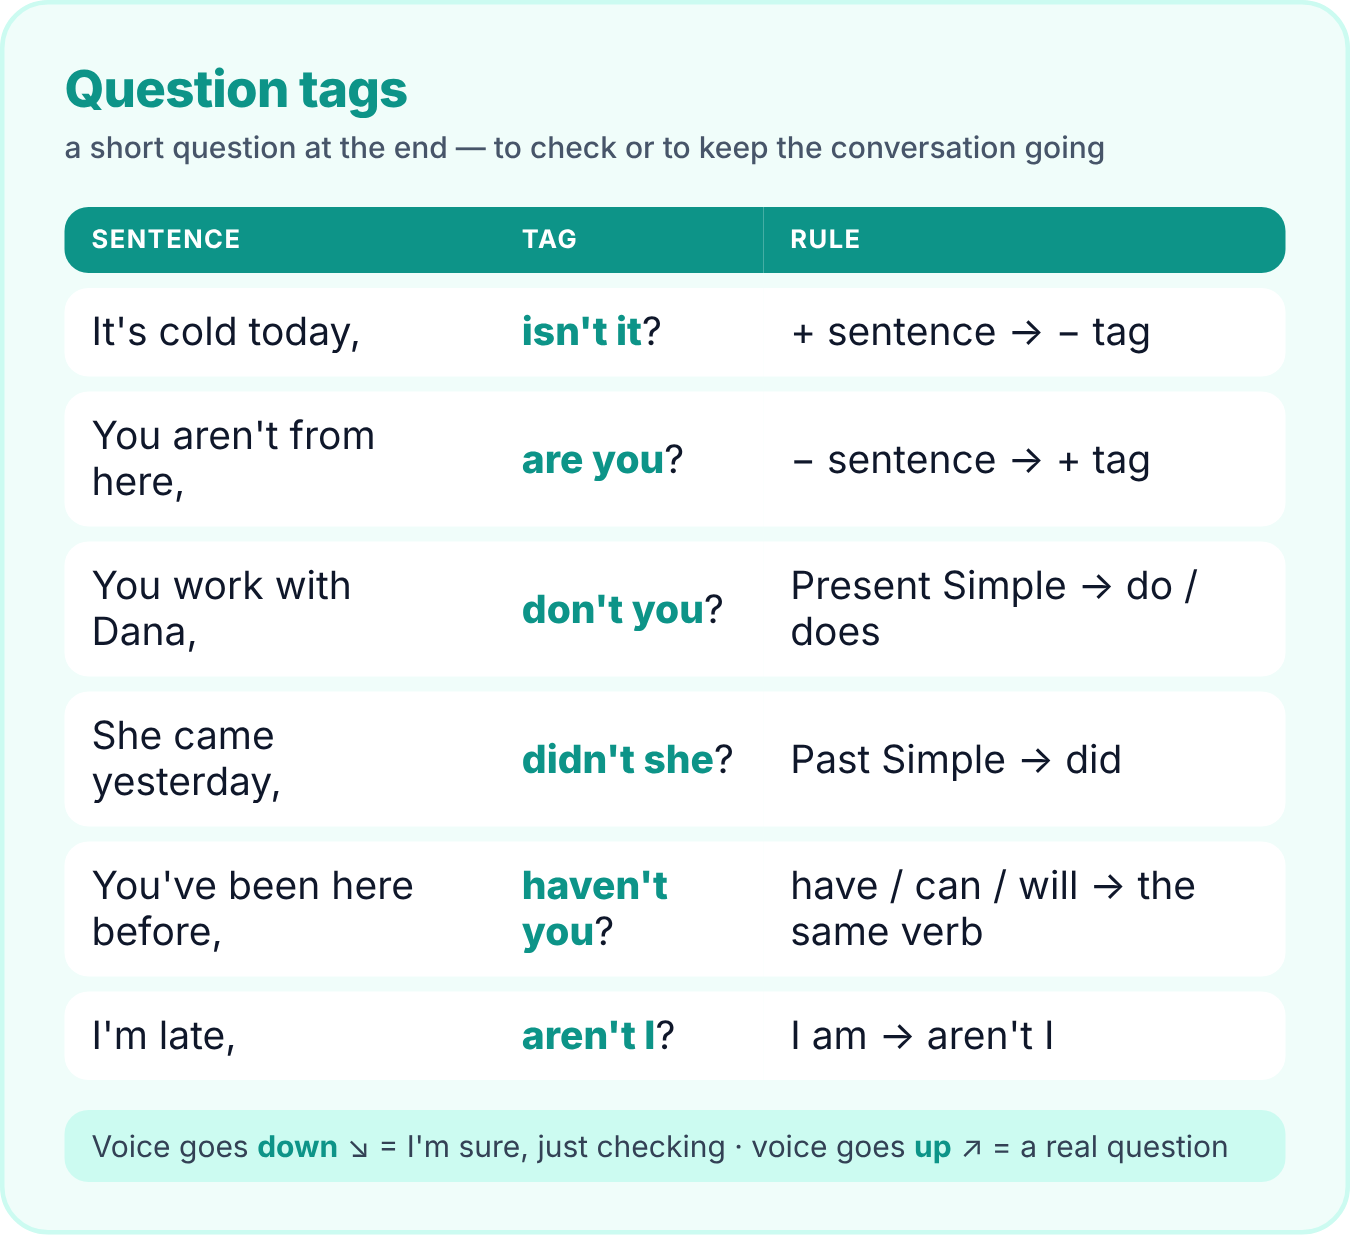 Question tags
a short question at the end — to check or to keep the conversation going
SENTENCE TAG RULE
It's cold today, isn't it? + sentence → − tag
You aren't from
here,
are you?
− sentence → + tag
You work with
Dana,
don't you?
Present Simple → do /
does
She came
yesterday,
didn't she?
Past Simple → did
You've been here
before,
haven't
you?
have / can / will → the
same verb
I'm late, aren't I? I am → aren't I
Voice goes down ↘ = I'm sure, just checking · voice goes up ↗ = a real question